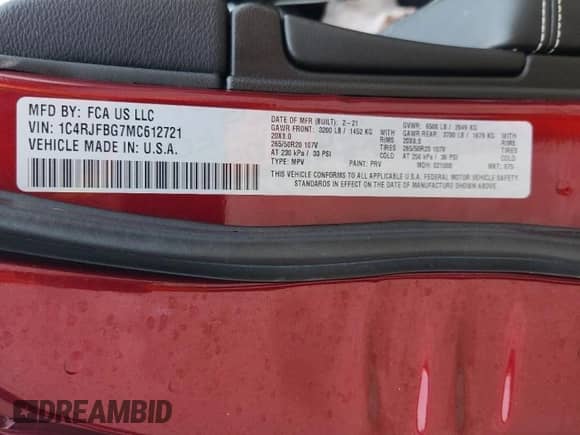 MFD BY: FCA US LLC
VIN: 1C4RJFBG7MC612721
VEHICLE MADE IN: U.S.A.
DATE OF MFR (BUILT): 2-21
GVWR: 6500 LB / 2949 KG
GAWR FRONT: 3200 LB / 1452 KG WITH
GAWR REAR: 3700 LB / 1678 KG WITH
20X8.0 RIMS
20X8.0 RIMS
265/50R20 107V TIRES
265/50R20 107V TIRES
AT 230 kPa / 33 PSI COLD
AT 250 kPa / 36 PSI COLD
TYPE: MPV PAINT: PRV
MDH:
MKT:
THIS VEHICLE CONFORMS TO ALL APPLICABLE U.S.A. FEDERAL MOTOR VEHICLE SAFETY
STANDARDS IN EFFECT ON THE DATE OF MANUFACTURE SHOWN ABOVE.
DREAMBID